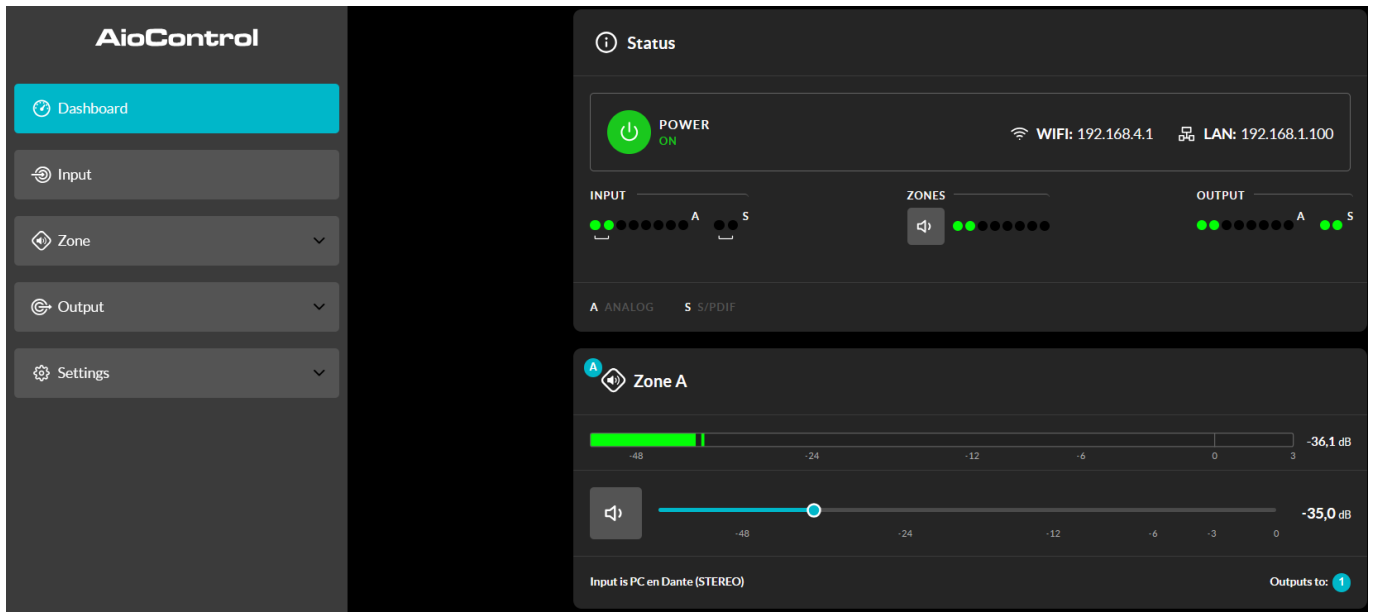 AioControl
Dashboard
Input
Zone
Output
Settings
Status
POWER
ON
WIFI: 192.168.4.1
LAN: 192.168.1.100
INPUT
A
S
ZONES
OUTPUT
A
S
A ANALOG
S S/PDIF
A
Zone A
-36,1 dB
-48 -24 -12 -6 0 3
-35,0 dB
-48 -24 -12 -6 -3 0
Input is PC en Dante (STEREO)
Outputs to: 1